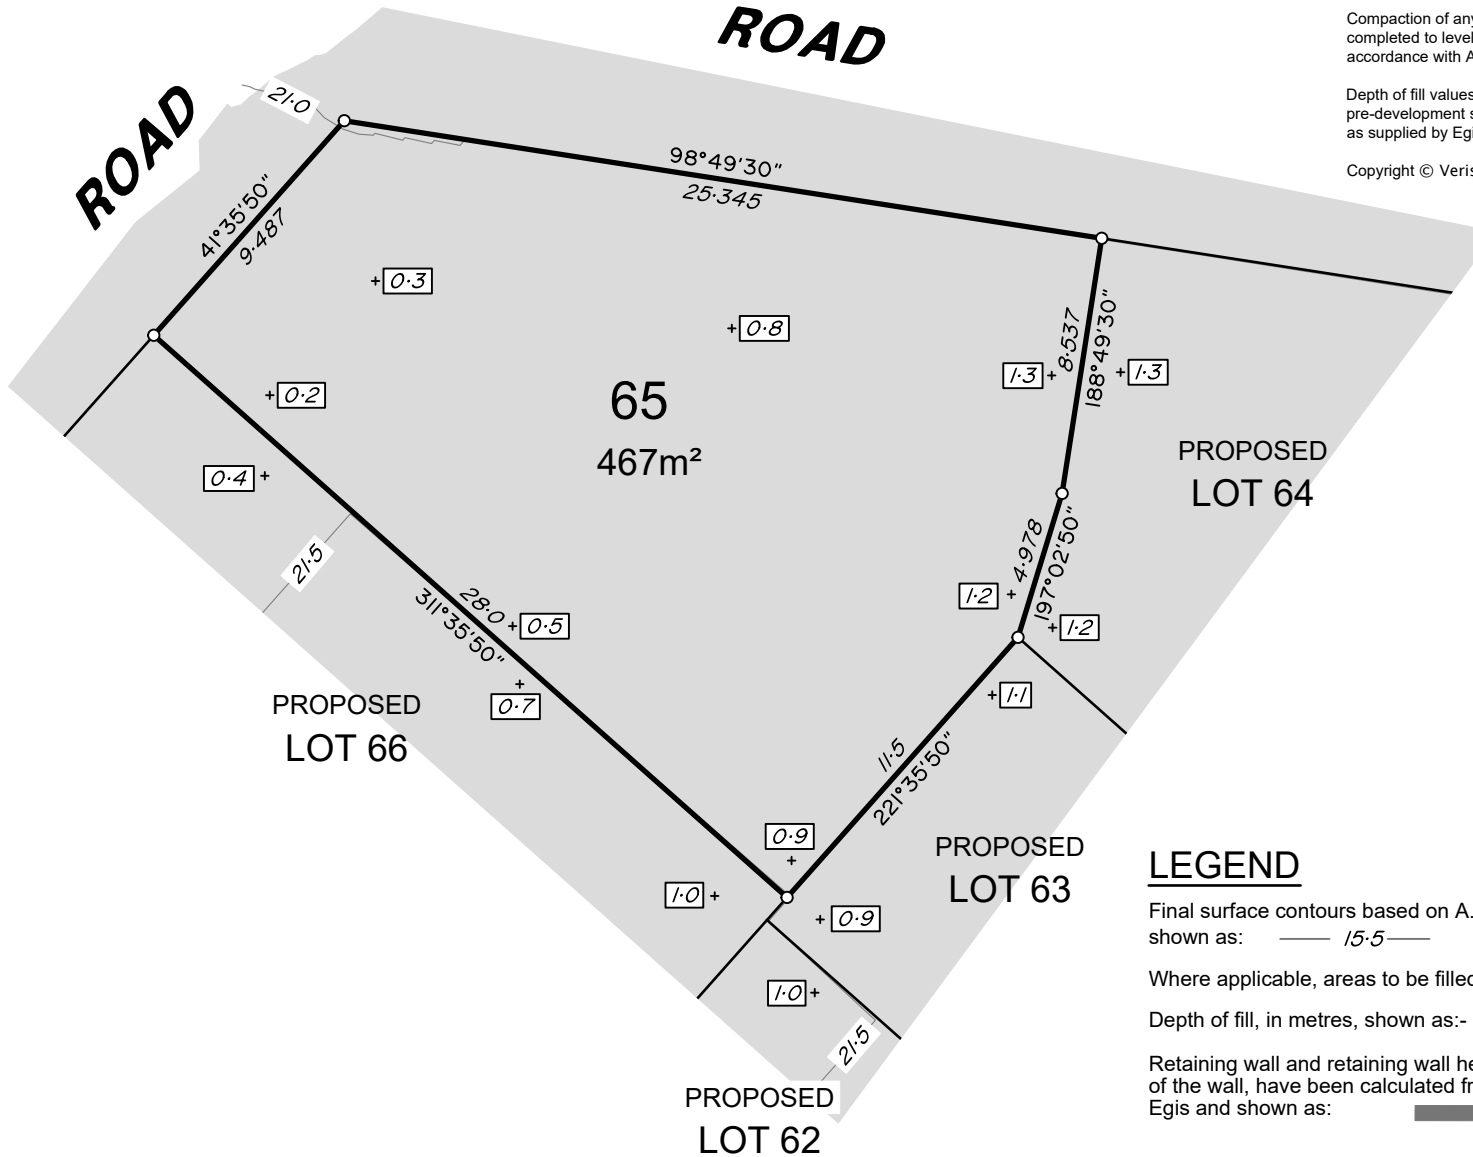 ROAD
Compaction of any
completed to level
accordance with A
Depth of fill values
pre-development s
as supplied by Egi
Copyright © Veris
ROAD
21·0
98°49'30"
25·345
41°35'50"
9·487
0·3
0·8
8·537
188°49'30"
1·3
1·3
0·2
65
467m²
0·4
PROPOSED
LOT 64
21·5
4·978
197°02'50"
1·2
1·2
28·0
311°35'50"
0·5
0·7
1·1
PROPOSED
LOT 66
11·5
221°35'50"
0·9
PROPOSED
LOT 63
1·0
0·9
1·0
21·5
PROPOSED
LOT 62
LEGEND
Final surface contours based on A.
shown as: 15·5
Where applicable, areas to be filled
Depth of fill, in metres, shown as:-
Retaining wall and retaining wall he
of the wall, have been calculated fr
Egis and shown as: